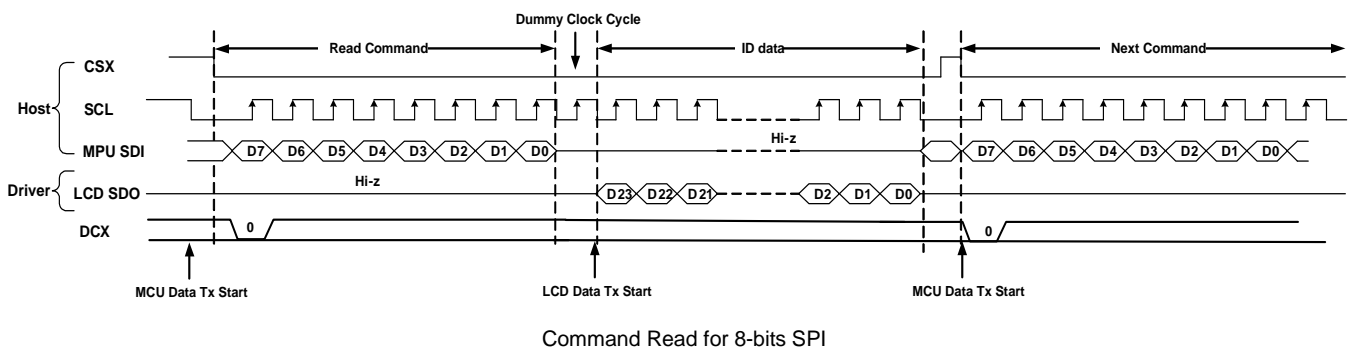 Dummy Clock Cycle
Read Command
ID data
Next Command
CSX
Host
SCL
Hi-z
MPU SDI
D7 D6 D5 D4 D3 D2 D1 D0
D7 D6 D5 D4 D3 D2 D1 D0
Hi-z
Driver
LCD SDO
D23 D22 D21
D2 D1 D0
DCX
0
0
MCU Data Tx Start
LCD Data Tx Start
MCU Data Tx Start
Command Read for 8-bits SPI